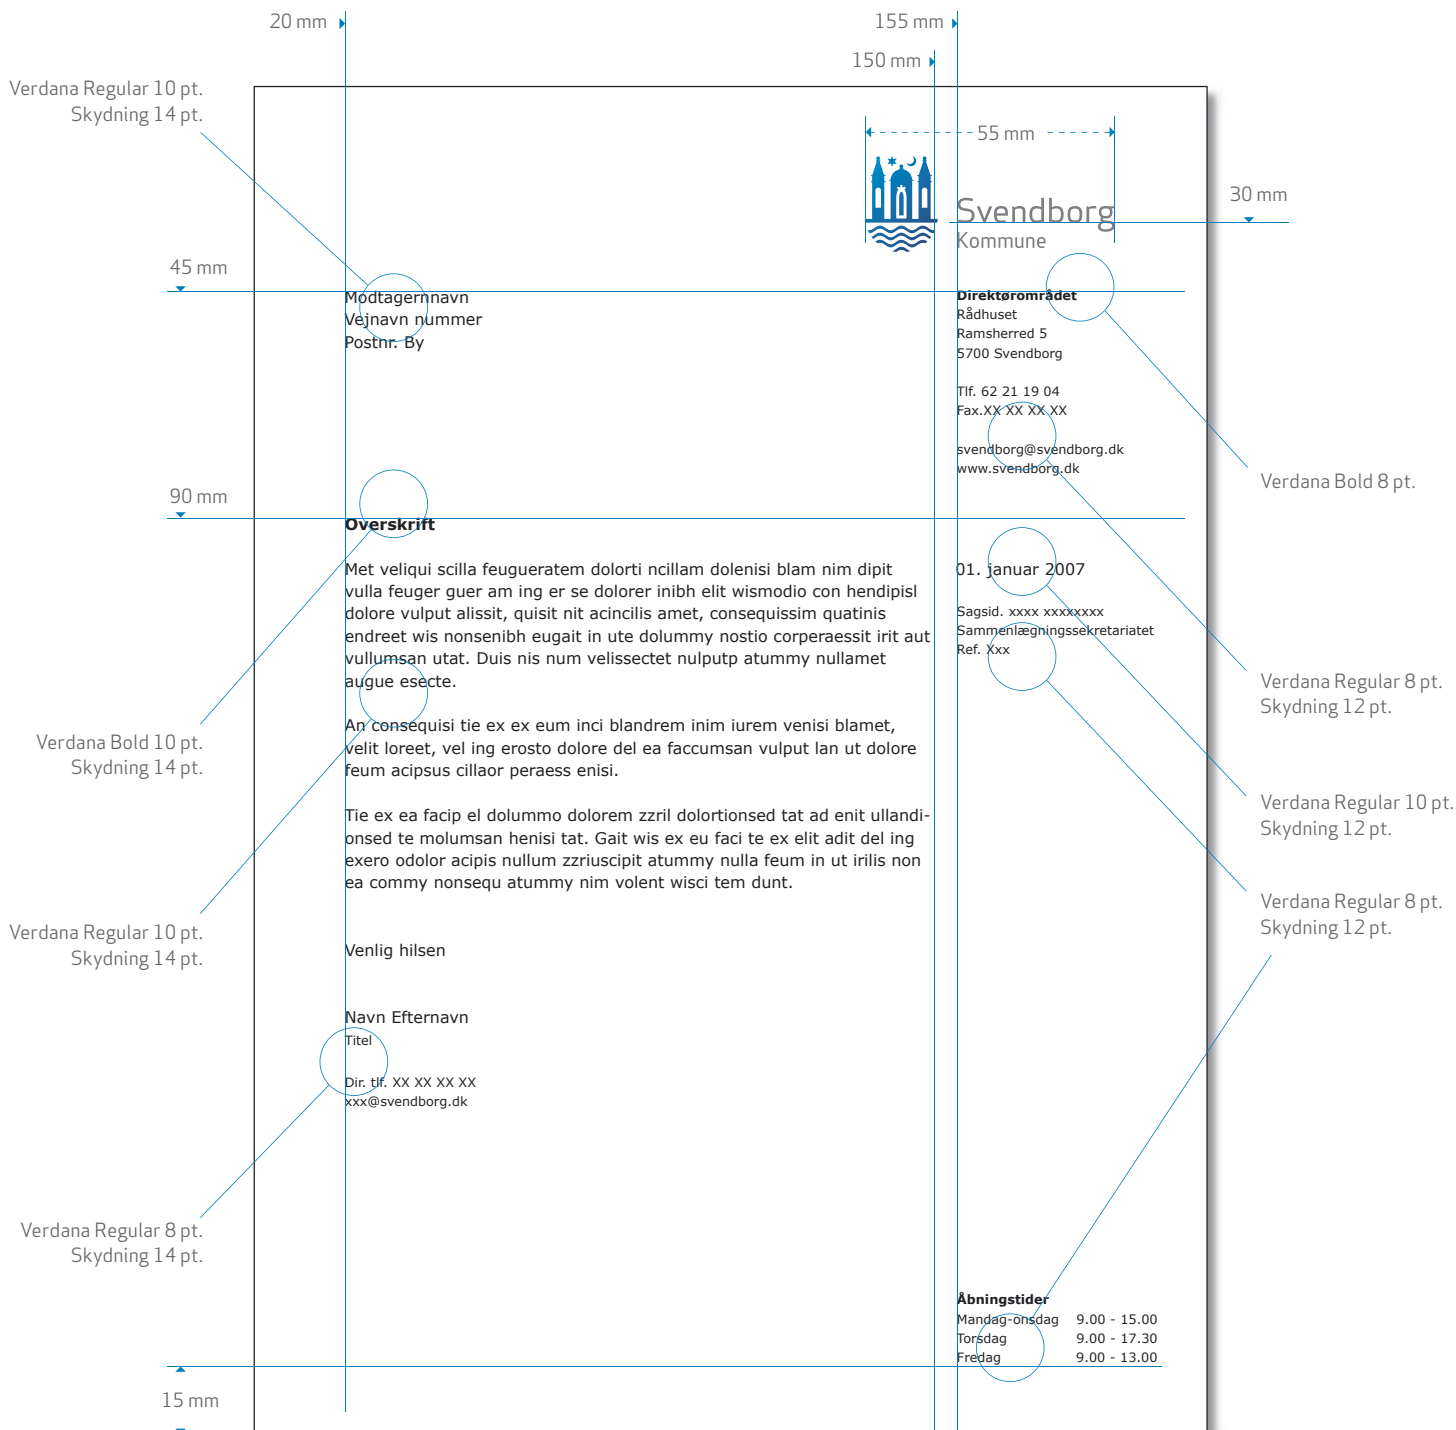 20 mm
155 mm
150 mm
Verdana Regular 10 pt.
Skydning 14 pt.
55 mm
30 mm
Svendborg
Kommune
45 mm
Modtagernnavn
Vejnavn nummer
Postnr. By
Direktørområdet
Rådhuset
Ramsherred 5
5700 Svendborg
Tlf. 62 21 19 04
Fax.XX XX XX XX
svendborg@svendborg.dk
www.svendborg.dk
Verdana Bold 8 pt.
90 mm
Overskrift
Met veliqui scilla feugueratem dolorti ncillam dolenisi blam nim dipit
vulla feuger guer am ing er se dolorer inibh elit wismodio con hendipisl
dolore vulput alissit, quisit nit acincilis amet, consequissim quatinis
endreet wis nonsenibh eugait in ute dolummy nostio corperaessit irit aut
vullumsan utat. Duis nis num velissectet nulputp atummy nullamet
augue esecte.
01. januar 2007
Sagsid. xxxx xxxxxxxx
Sammenlægningssekretariatet
Ref. Xxx
Verdana Regular 8 pt.
Skydning 12 pt.
Verdana Bold 10 pt.
Skydning 14 pt.
An consequisi tie ex ex eum inci blandrem inim iurem venisi blamet,
velit loreet, vel ing erosto dolore del ea faccumsan vulput lan ut dolore
feum acipsus cillaor peraess enisi.
Verdana Regular 10 pt.
Skydning 12 pt.
Tie ex ea facip el dolummo dolorem zzril dolortionsed tat ad enit ullandi-
onsed te molumsan henisi tat. Gait wis ex eu faci te ex elit adit del ing
exero odolor acipis nullum zzriuscipit atummy nulla feum in ut irilis non
ea commy nonsequ atummy nim volent wisci tem dunt.
Verdana Regular 8 pt.
Skydning 12 pt.
Verdana Regular 10 pt.
Skydning 14 pt.
Venlig hilsen
Navn Efternavn
Titel
Dir. tlf. XX XX XX XX
xxx@svendborg.dk
Verdana Regular 8 pt.
Skydning 14 pt.
Åbningstider
Mandag-onsdag 9.00 - 15.00
Torsdag 9.00 - 17.30
Fredag 9.00 - 13.00
15 mm